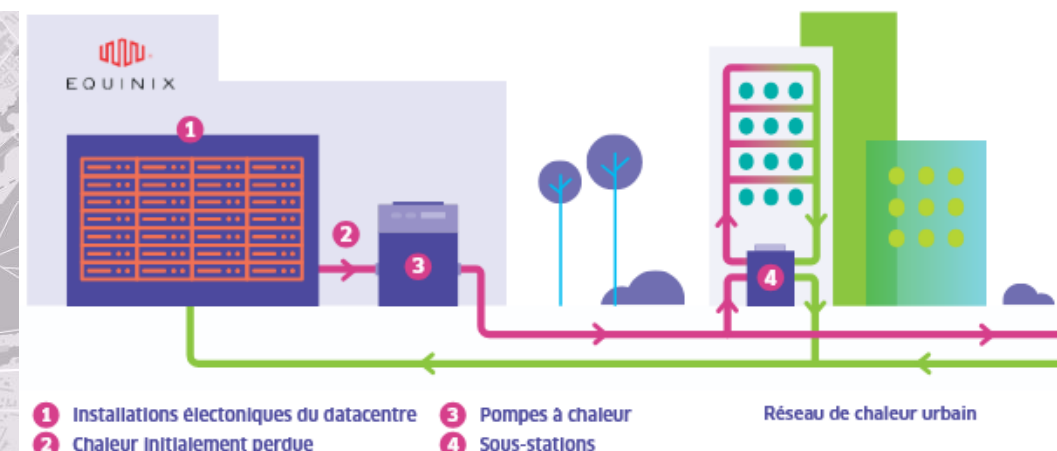 EQUINIX
1
2
3
4
1 Installations électoniques du datacentre
2 Chaleur initialement perdue
3 Pompes à chaleur
4 Sous-stations
Réseau de chaleur urbain